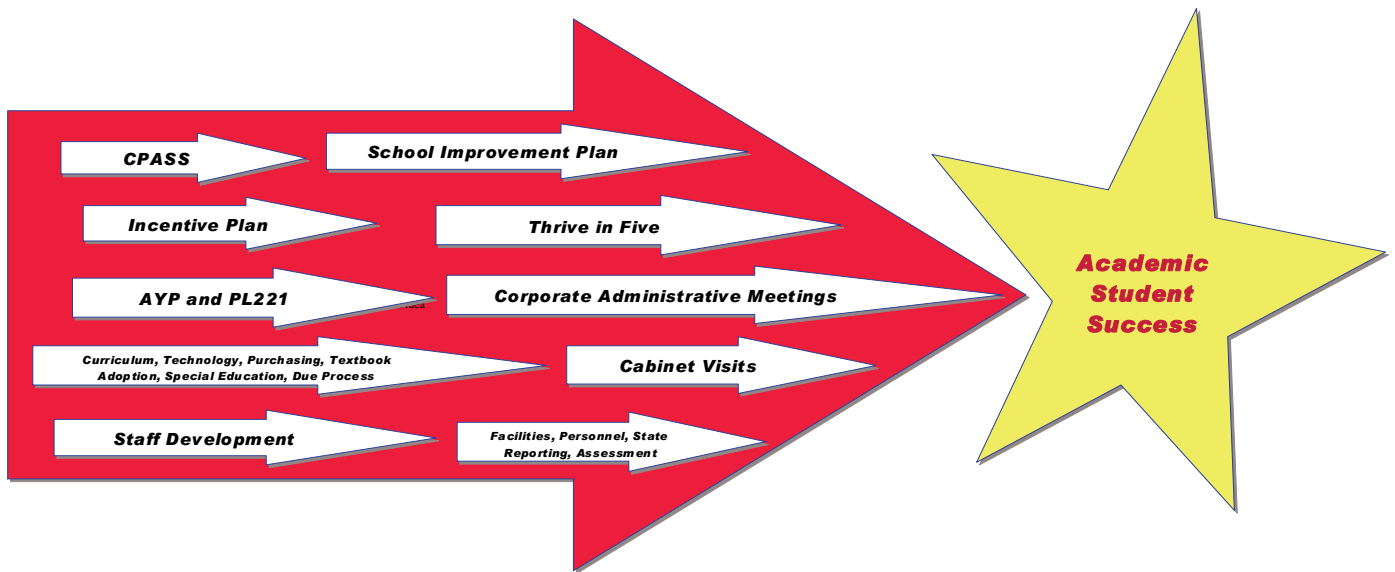 CPASS
School Improvement Plan
Incentive Plan
Thrive in Five
AYP and PL221
Corporate Administrative Meetings
Curriculum, Technology, Purchasing, Textbook
Adoption, Special Education, Due Process
Cabinet Visits
Staff Development
Facilities, Personnel, State
Reporting, Assessment
Academic
Student
Success